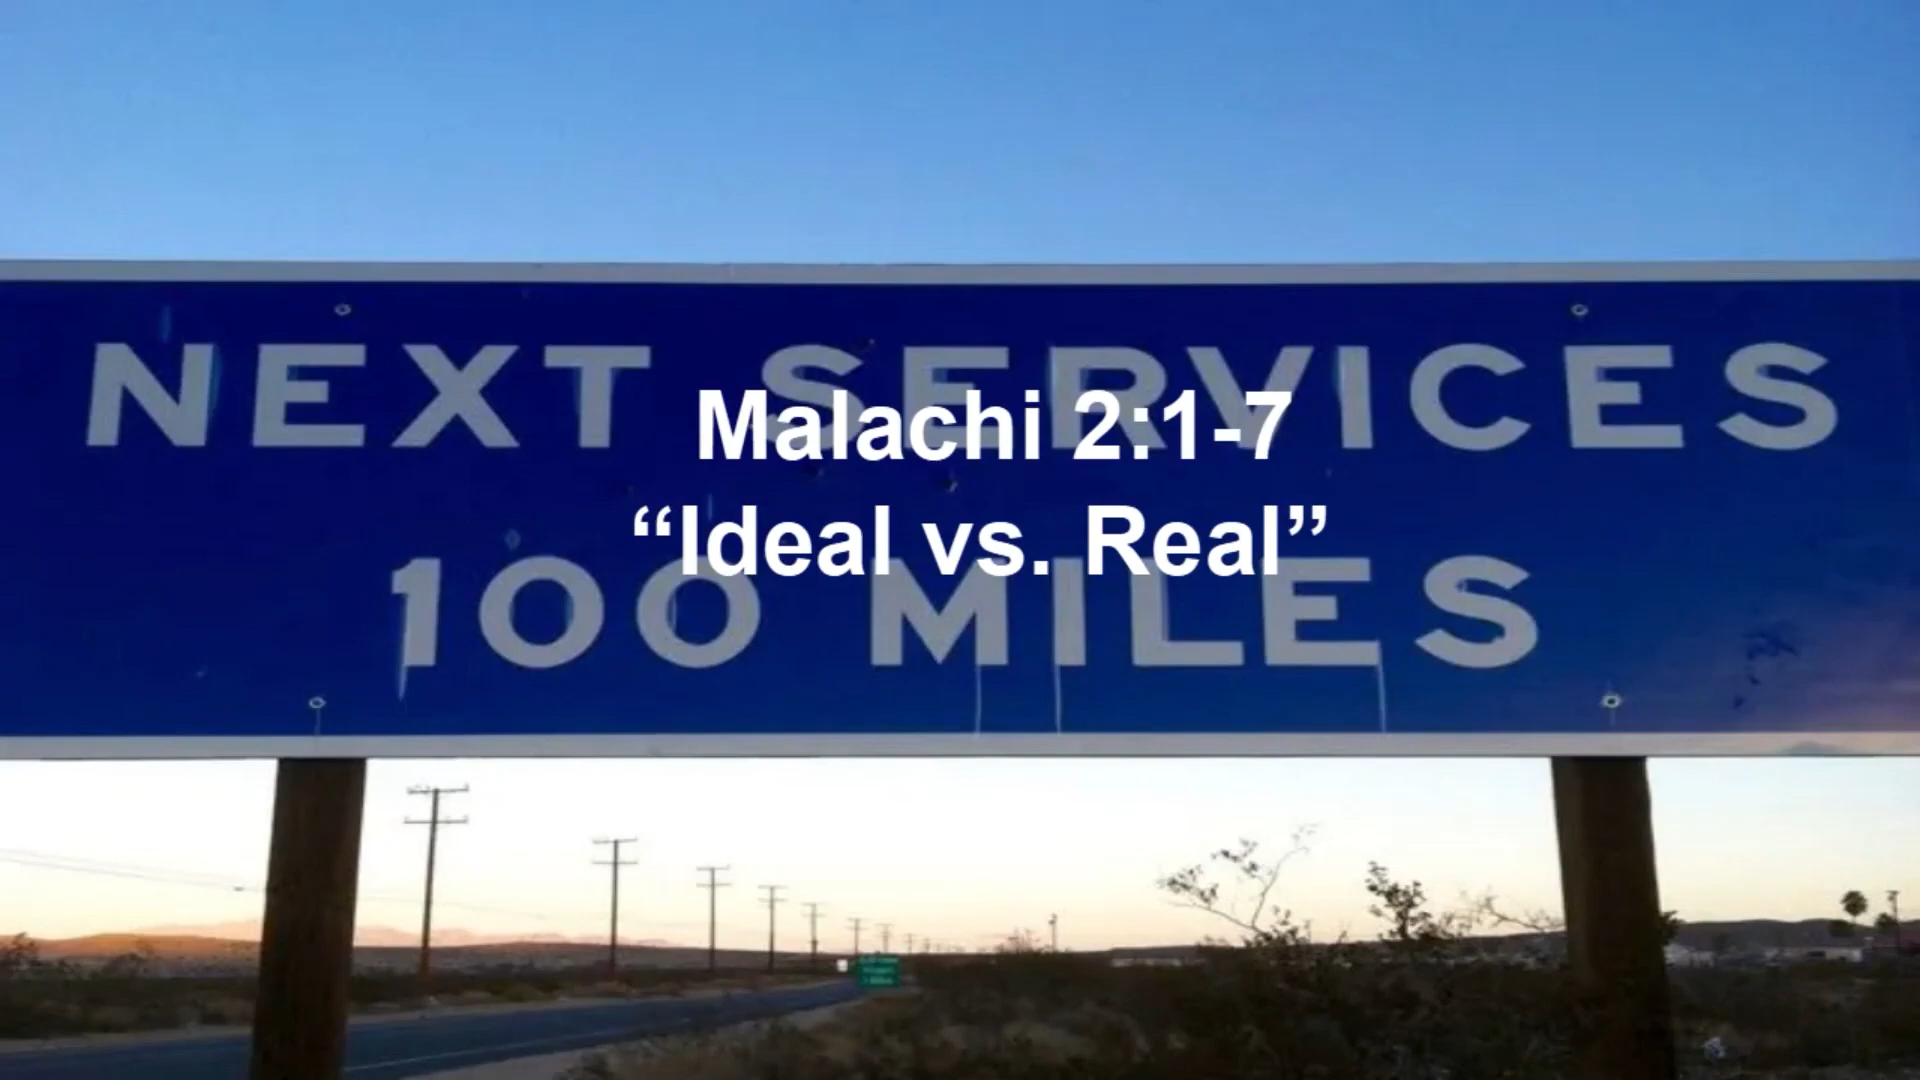 NEXT SERVICES
Malachi 2:1-7
“Ideal vs. Real”
100 MILES